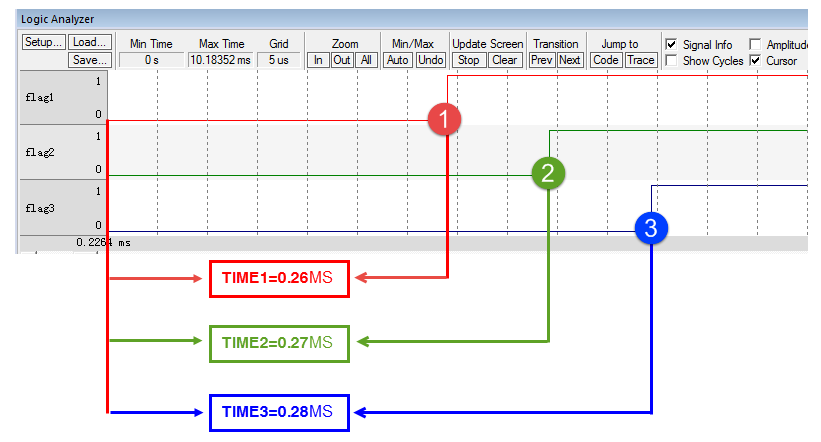 Logic Analyzer
Setup... Load... Min Time Max Time Grid Zoom Min/Max Update Screen Transition Jump to Signal Info Amplitud
Save... 0 s 10.18352 ms 5 us In Out All Auto Undo Stop Clear Prev Next Code Trace Show Cycles Cursor
1
flag1
0
1
1
flag2
0
2
1
flag3
0
3
0.2264 ms
TIME1=0.26MS
TIME2=0.27MS
TIME3=0.28MS